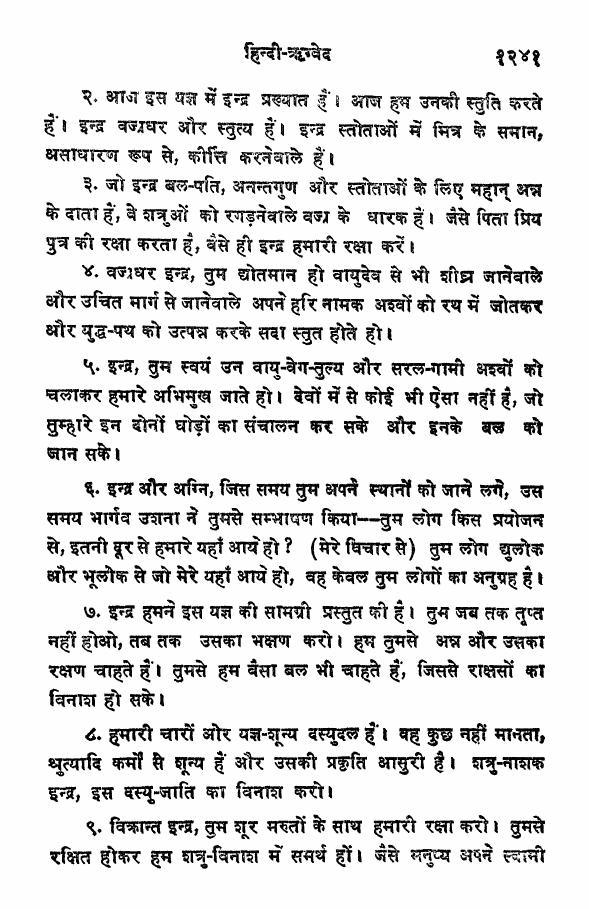 हिन्दी-ऋग्वेद १२४१
२. आज इस यज्ञ में इन्द्र प्रख्यात हैं। आज हम उनकी स्तुति करते
हैं। इन्द्र वज्रधर और स्तुत्य हैं। इन्द्र स्तोताओं में मित्र के समान,
असाधारण रूप से, कीर्त्ति करनेवाले हैं।
३. जो इन्द्र बल-पति, अनन्तगुण और स्तोताओं के लिए महान् अन्न
के दाता हैं, वे शत्रुओं को रगड़नेवाले वज्र के धारक हैं। जैसे पिता प्रिय
पुत्र की रक्षा करता है, वैसे ही इन्द्र हमारी रक्षा करें।
४. वज्रधर इन्द्र, तुम द्योतमान हो वायुदेव से भी शीघ्र जानेवाले
और उचित मार्ग से जानेवाले अपने हरि नामक अश्वों को रथ में जोतकर
और युद्ध-पथ को उत्पन्न करके सदा स्तुत होते हो।
५. इन्द्र, तुम स्वयं उन वायु-वेग-तुल्य और सरल-गामी अश्वों को
चलाकर हमारे अभिमुख जाते हो। देवों में से कोई भी ऐसा नहीं है, जो
तुम्हारे इन दोनों घोड़ों का संचालन कर सके और इनके बल को
जान सके।
६. इन्द्र और अग्नि, जिस समय तुम अपने स्थानों को जाने लगे, उस
समय भार्गव उशना ने तुमसे सम्भाषण किया--तुम लोग किस प्रयोजन
से, इतनी दूर से हमारे यहाँ आये हो? (मेरे विचार से) तुम लोग द्युलोक
और भूलोक से जो मेरे यहाँ आये हो, वह केवल तुम लोगों का अनुग्रह है।
७. इन्द्र हमने इस यज्ञ की सामग्री प्रस्तुत की है। तुम जब तक तृप्त
नहीं होओ, तब तक उसका भक्षण करो। हम तुमसे अन्न और उसका
रक्षण चाहते हैं। तुमसे हम वैसा बल भी चाहते हैं, जिससे राक्षसों का
विनाश हो सके।
८. हमारी चारों ओर यज्ञ-शून्य दस्युदल हैं। वह कुछ नहीं मानता,
श्रुत्यादि कर्मों से शून्य हैं और उसकी प्रकृति आसुरी है। शत्रु-नाशक
इन्द्र, इस दस्यु-जाति का विनाश करो।
९. विक्रान्त इन्द्र, तुम शूर मरुतों के साथ हमारी रक्षा करो। तुमसे
रक्षित होकर हम शत्रु-विनाश में समर्थ हों। जैसे मनुष्य अपने स्वामी